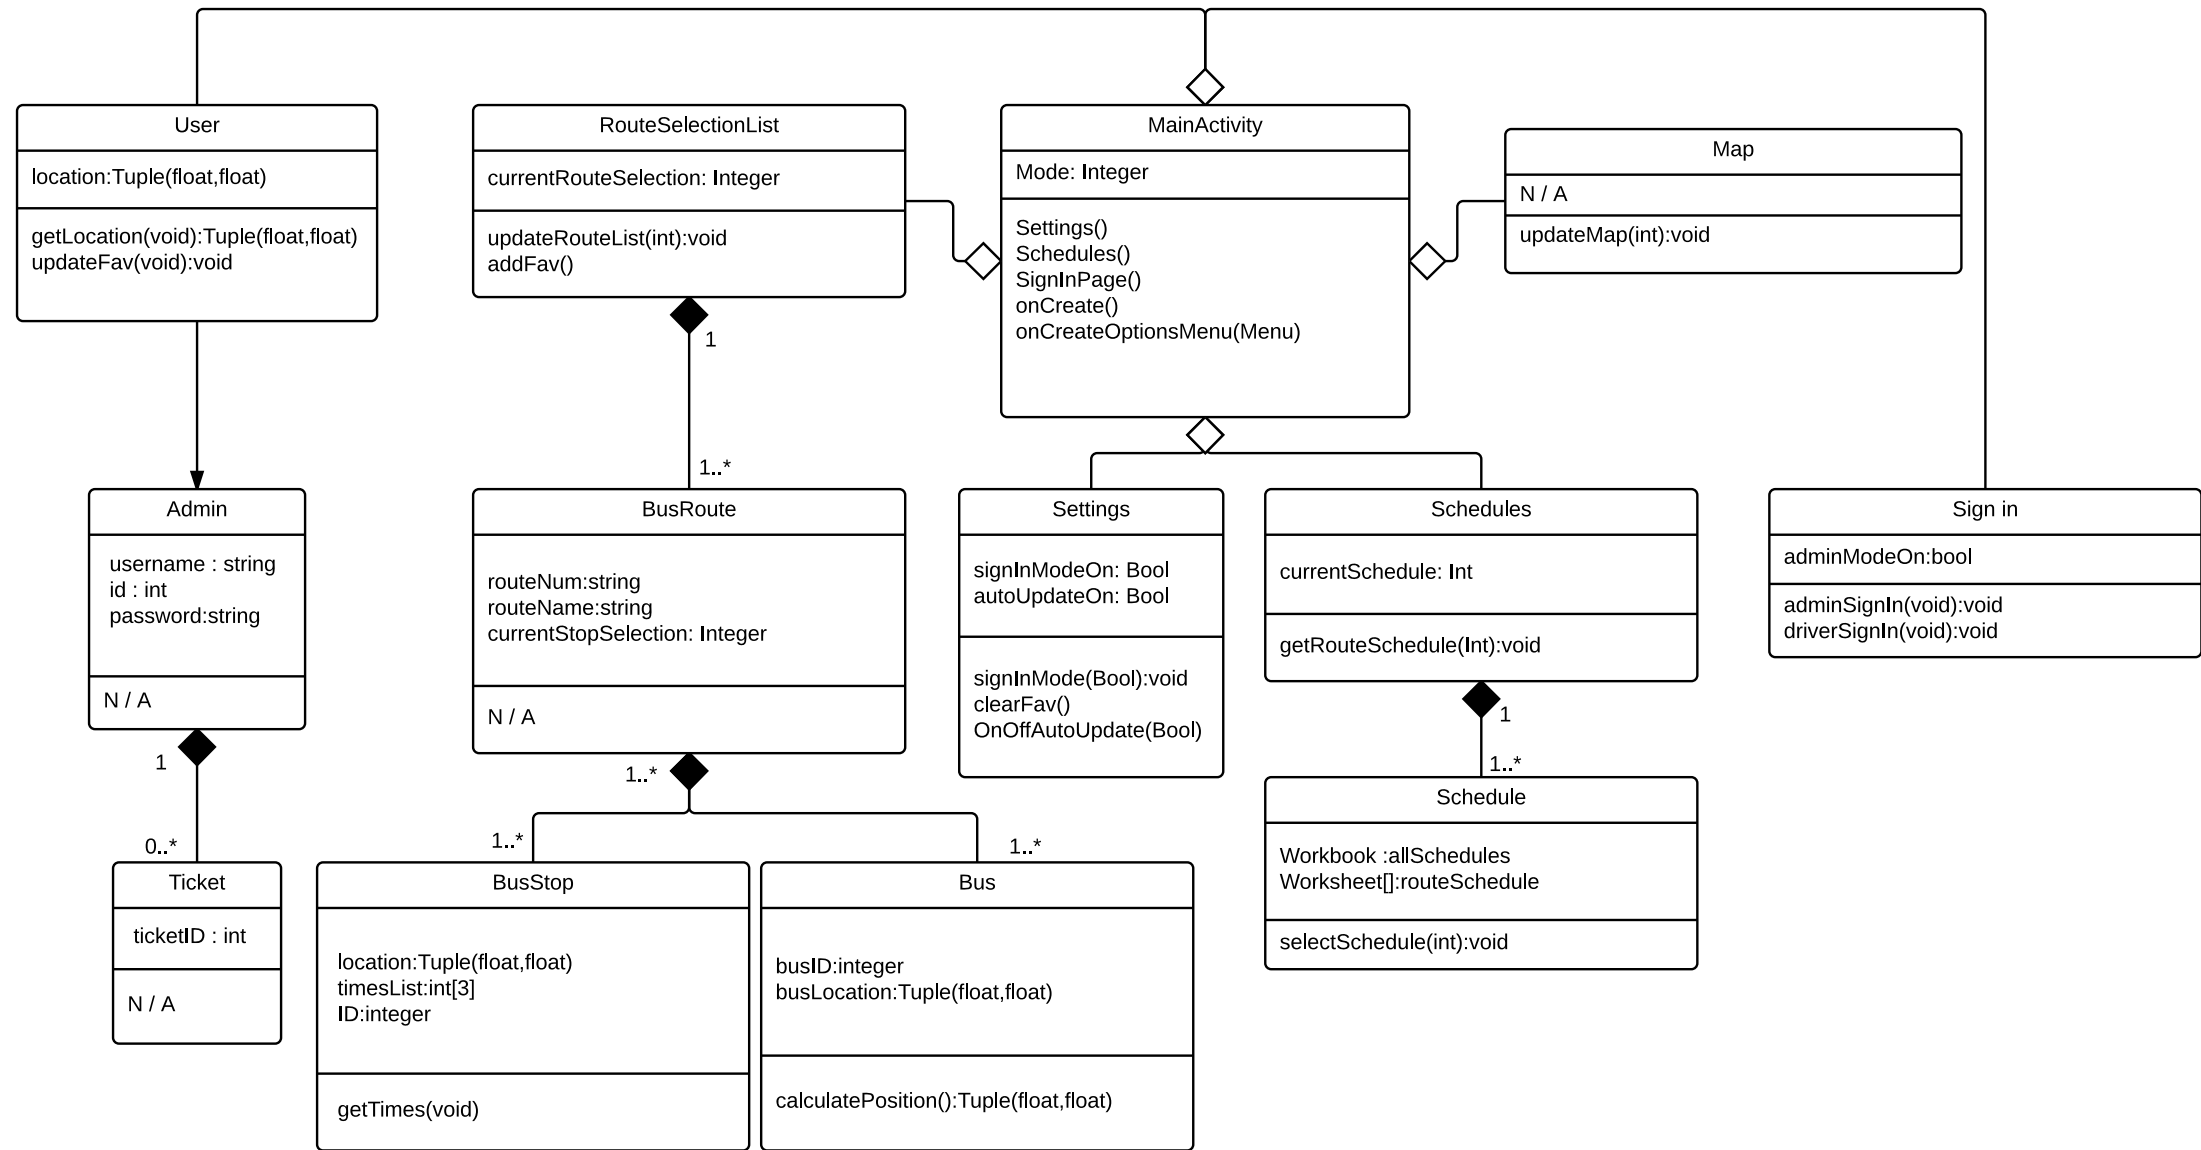 User
location:Tuple(float,float)
getLocation(void):Tuple(float,float)
updateFav(void):void
RouteSelectionList
currentRouteSelection: Integer
updateRouteList(int):void
addFav()
1
MainActivity
Mode: Integer
Settings()
Schedules()
SignInPage()
onCreate()
onCreateOptionsMenu(Menu)
Map
N / A
updateMap(int):void
1..*
Admin
username : string
id : int
password:string
N / A
1
0..*
BusRoute
routeNum:string
routeName:string
currentStopSelection: Integer
N / A
1..*
1..*
1..*
Settings
signInModeOn: Bool
autoUpdateOn: Bool
signInMode(Bool):void
clearFav()
OnOffAutoUpdate(Bool)
Schedules
currentSchedule: Int
getRouteSchedule(Int):void
1
1..*
Sign in
adminModeOn:bool
adminSignIn(void):void
driverSignIn(void):void
Ticket
ticketID : int
N / A
BusStop
location:Tuple(float,float)
timesList:int[3]
ID:integer
getTimes(void)
Bus
busID:integer
busLocation:Tuple(float,float)
calculatePosition():Tuple(float,float)
Schedule
Workbook :allSchedules
Worksheet[]:routeSchedule
selectSchedule(int):void